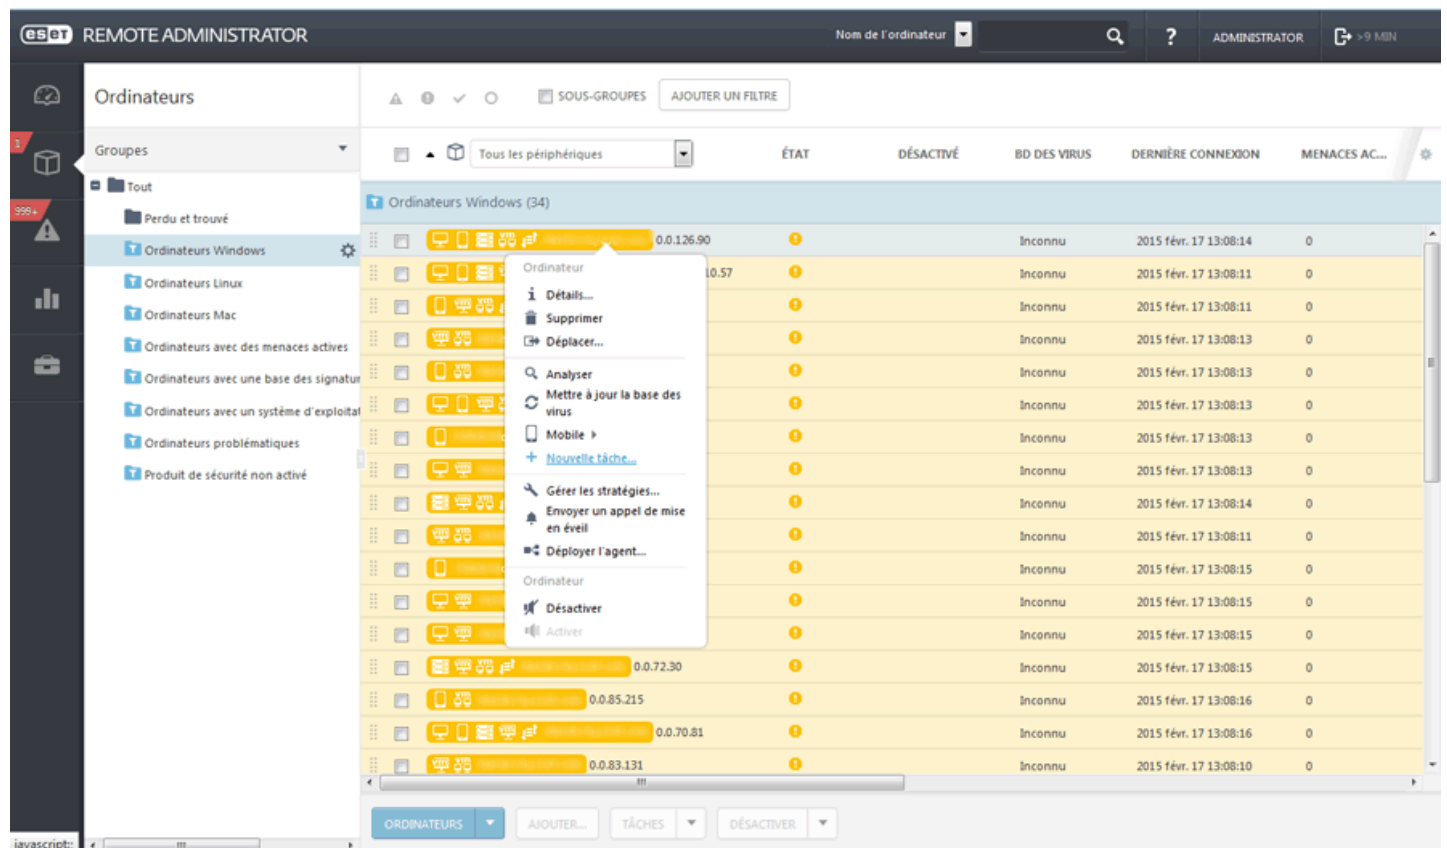 eset REMOTE ADMINISTRATOR
Nom de l'ordinateur
?
ADMINISTRATOR
>9 MIN
Ordinateurs
SOUS-GROUPES
AJOUTER UN FILTRE
1
Groupes
Tous les périphériques
ÉTAT
DÉSACTIVÉ
BD DES VIRUS
DERNIÈRE CONNEXION
MENACES AC...
Tout
Ordinateurs Windows (34)
999+
Perdu et trouvé
Ordinateurs Windows
Ordinateurs Linux
Ordinateurs Mac
Ordinateurs avec des menaces actives
Ordinateurs avec une base des signatur
Ordinateurs avec un système d'exploitat
Ordinateurs problématiques
Produit de sécurité non activé
0.0.126.90 Inconnu 2015 févr. 17 13:08:14 0
10.57 Inconnu 2015 févr. 17 13:08:11 0
Inconnu 2015 févr. 17 13:08:11 0
Inconnu 2015 févr. 17 13:08:13 0
Inconnu 2015 févr. 17 13:08:13 0
Inconnu 2015 févr. 17 13:08:13 0
Inconnu 2015 févr. 17 13:08:13 0
Inconnu 2015 févr. 17 13:08:13 0
Inconnu 2015 févr. 17 13:08:14 0
Inconnu 2015 févr. 17 13:08:11 0
Inconnu 2015 févr. 17 13:08:15 0
Inconnu 2015 févr. 17 13:08:15 0
Inconnu 2015 févr. 17 13:08:15 0
0.0.72.30 Inconnu 2015 févr. 17 13:08:15 0
0.0.85.215 Inconnu 2015 févr. 17 13:08:16 0
0.0.70.81 Inconnu 2015 févr. 17 13:08:16 0
0.0.83.131 Inconnu 2015 févr. 17 13:08:10 0
Ordinateur
Détails...
Supprimer
Déplacer...
Analyser
Mettre à jour la base des
virus
Mobile
Nouvelle tâche...
Gérer les stratégies...
Envoyer un appel de mise
en éveil
Déployer l'agent...
Ordinateur
Désactiver
Activer
ORDINATEURS
AJOUTER...
TÂCHES
DÉSACTIVER
javascript:;